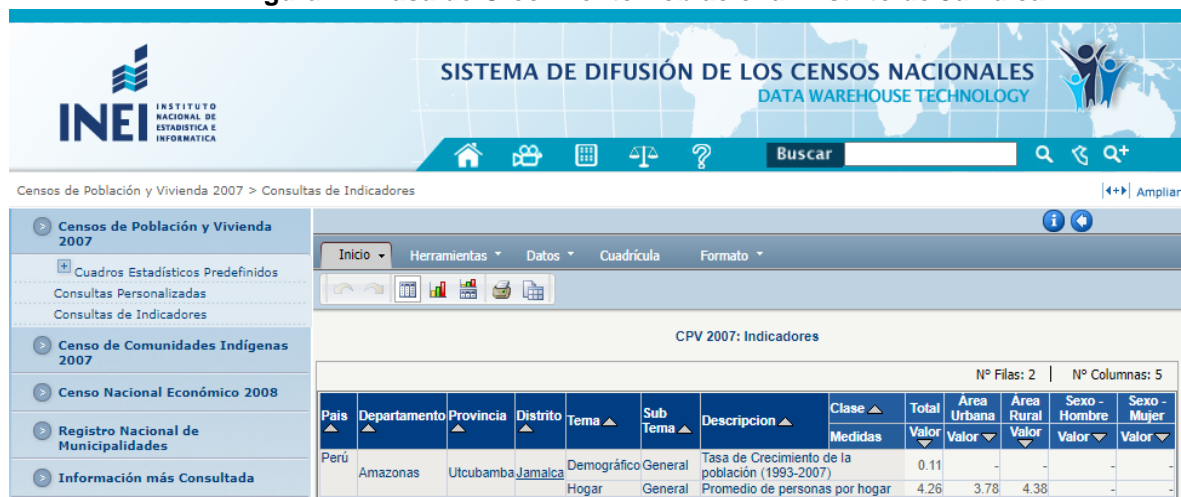 SISTEMA DE DIFUSIÓN DE LOS CENSOS NACIONALES
DATA WAREHOUSE TECHNOLOGY
INEI
INSTITUTO
NACIONAL DE
ESTADISTICA E
INFORMATICA
Buscar
Censos de Población y Vivienda 2007 > Consultas de Indicadores
Ampliar
Censos de Población y Vivienda
2007
Cuadros Estadísticos Predefinidos
Consultas Personalizadas
Consultas de Indicadores
Censo de Comunidades Indígenas
2007
Censo Nacional Económico 2008
Registro Nacional de
Municipalidades
Información más Consultada
Inicio Herramientas Datos Cuadrícula Formato
CPV 2007: Indicadores
Nº Filas: 2 | Nº Columnas: 5
Pais Departamento Provincia Distrito Tema Sub Tema Descripcion Clase Total Área Urbana Área Rural Sexo - Hombre Sexo - Mujer
Medidas Valor Valor Valor Valor Valor
Perú Amazonas Utcubamba Jamalca Demográfico General Tasa de Crecimiento de la población (1993-2007) 0.11 - - - -
Hogar General Promedio de personas por hogar 4.26 3.78 4.38 - -